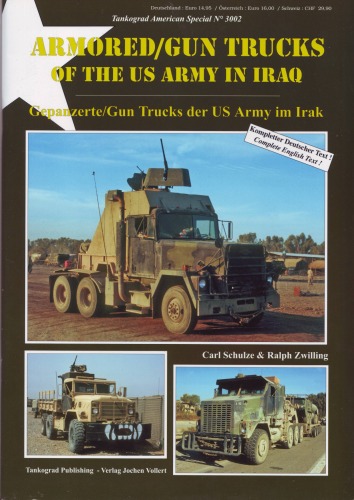 Deutschland: Euro 14,95 / Österreich: Euro 16,00 / Schweiz: CHF 29,90
Tankograd American Special N° 3002
ARMORED/GUN TRUCKS
OF THE US ARMY IN IRAQ
Gepanzerte/Gun Trucks der US Army im Irak
Kompletter Deutscher Text !
Complete English Text !
Carl Schulze & Ralph Zwilling
Tankograd Publishing - Verlag Jochen Vollert